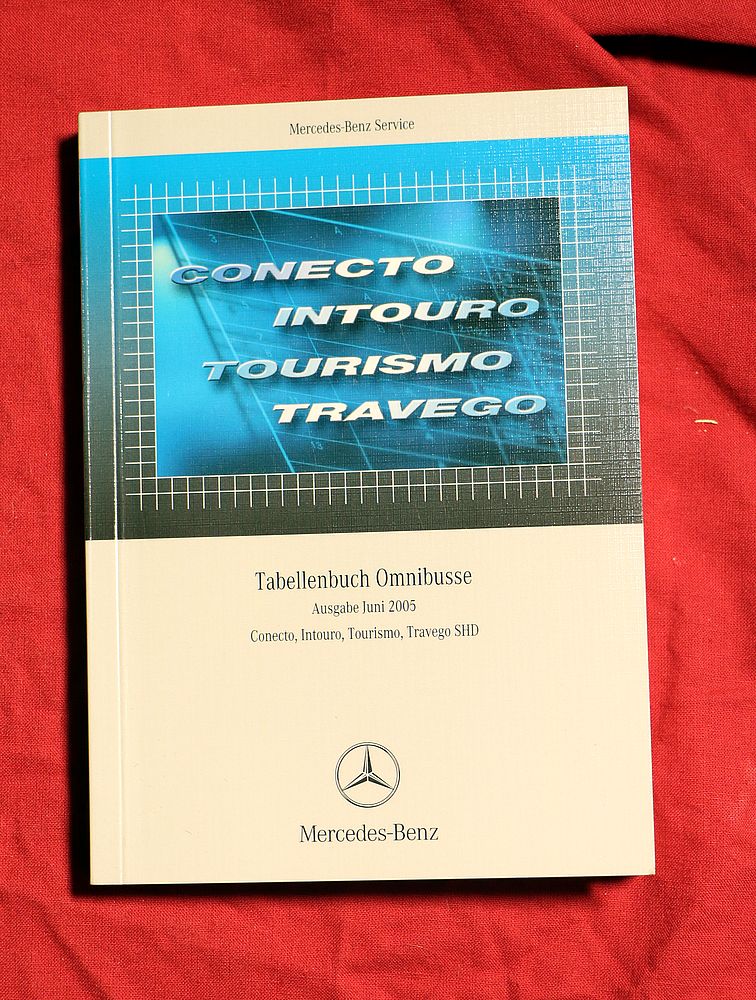 Mercedes-Benz Service
CONECTO
INTOURO
TOURISMO
TRAVEGO
Tabellenbuch Omnibusse
Ausgabe Juni 2005
Conecto, Intouro, Tourismo, Travego SHD
Mercedes-Benz